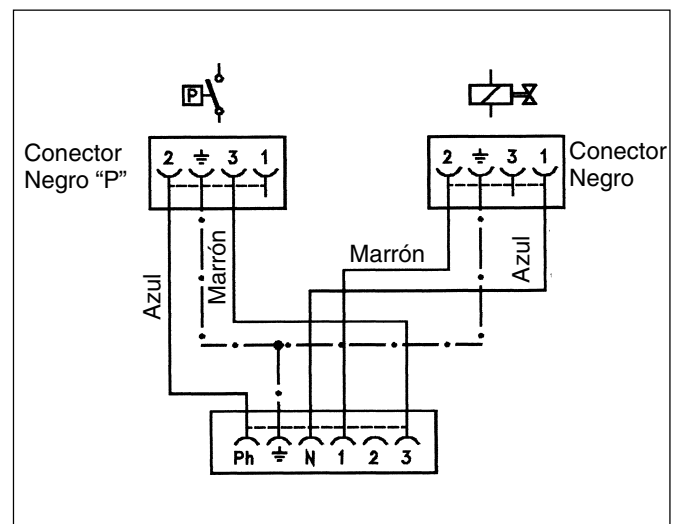 P
Conector
Negro “P”
2 3 1
Conector
Negro
2 3 1
Azul
Marrón
Marrón
Azul
Ph N 1 2 3